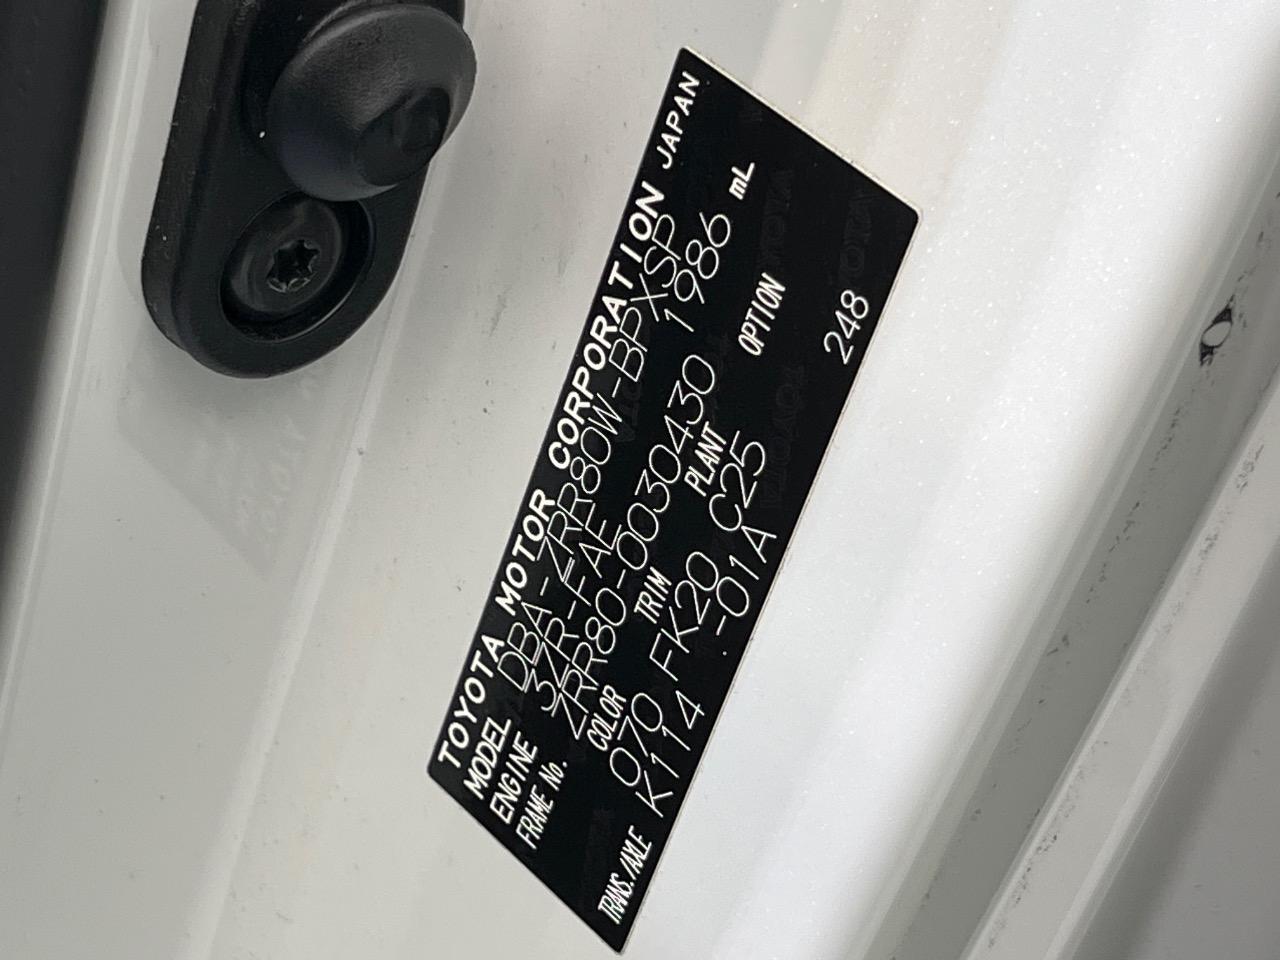 TOYOTA MOTOR CORPORATION JAPAN
MODEL DBA-ZRR80W-BPXSP
ENGINE 3ZR-FAE 1986 mL
FRAME No. ZRR80-0030430
COLOR TRIM PLANT OPTION
070 FK20 C25
TRANS./AXLE K114 -01A 248